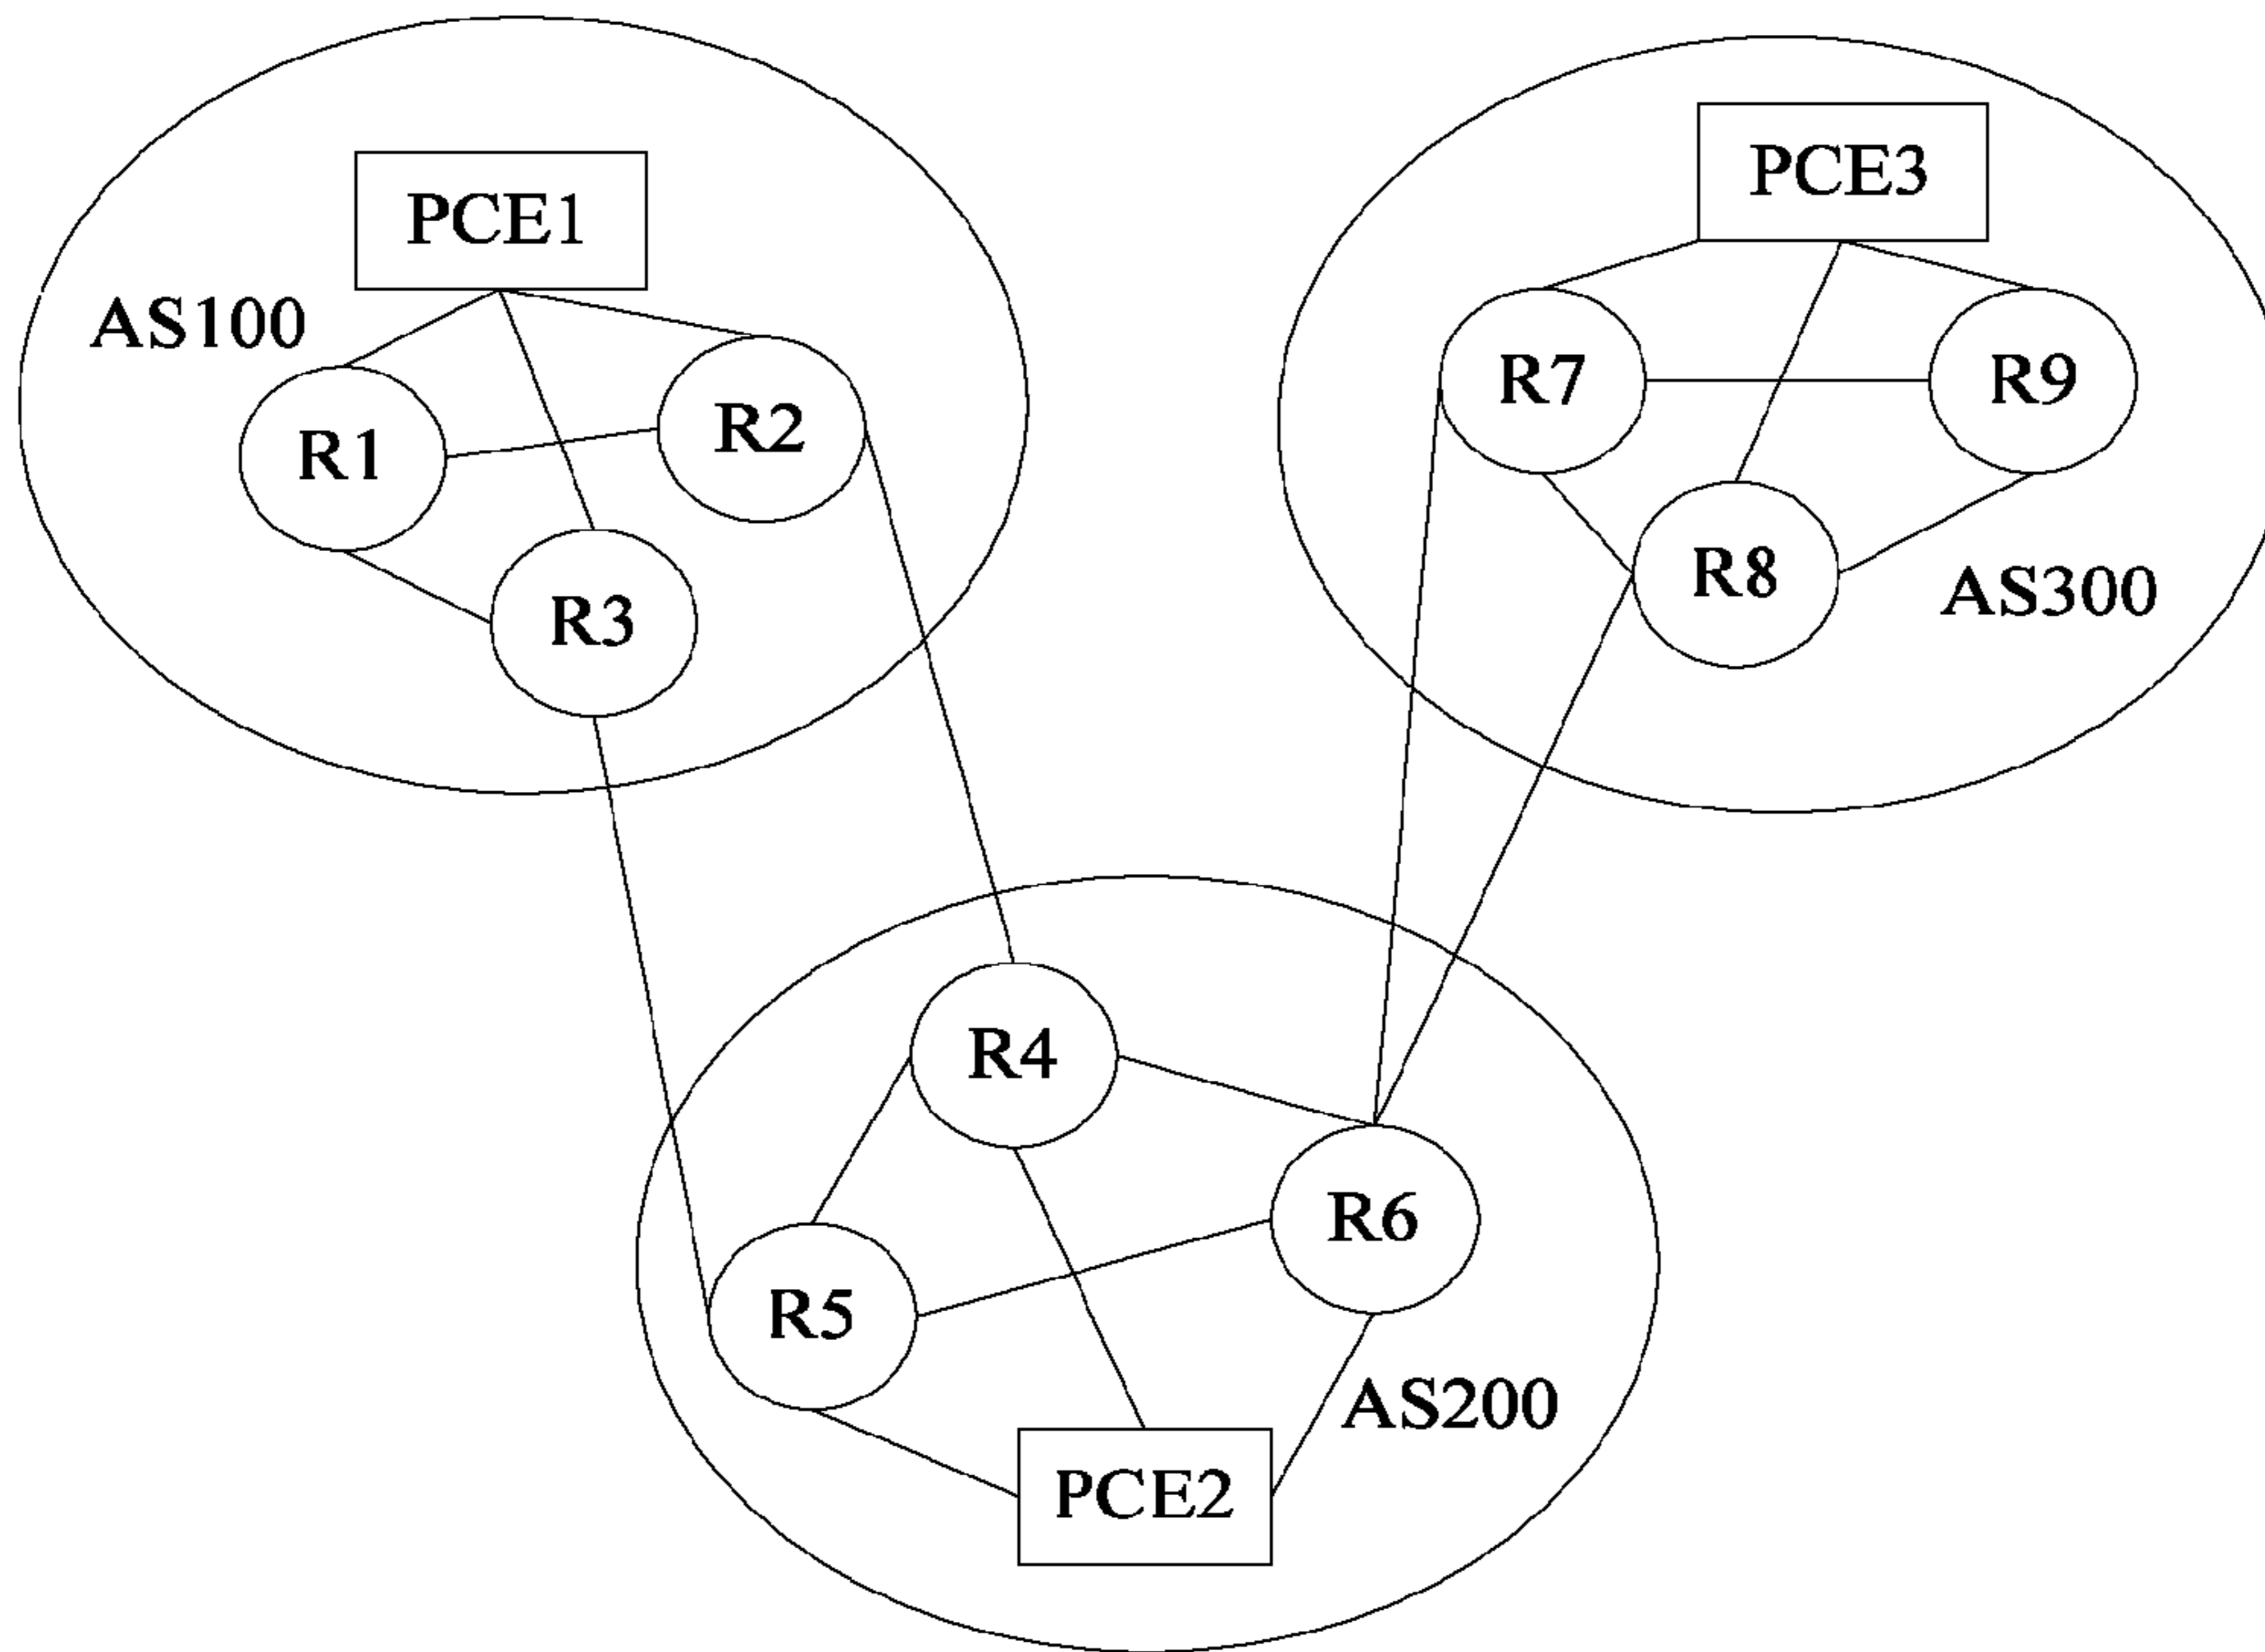 PCE1
AS100
R1
R2
R3
PCE3
R7
R9
R8
AS300
R4
R6
R5
AS200
PCE2